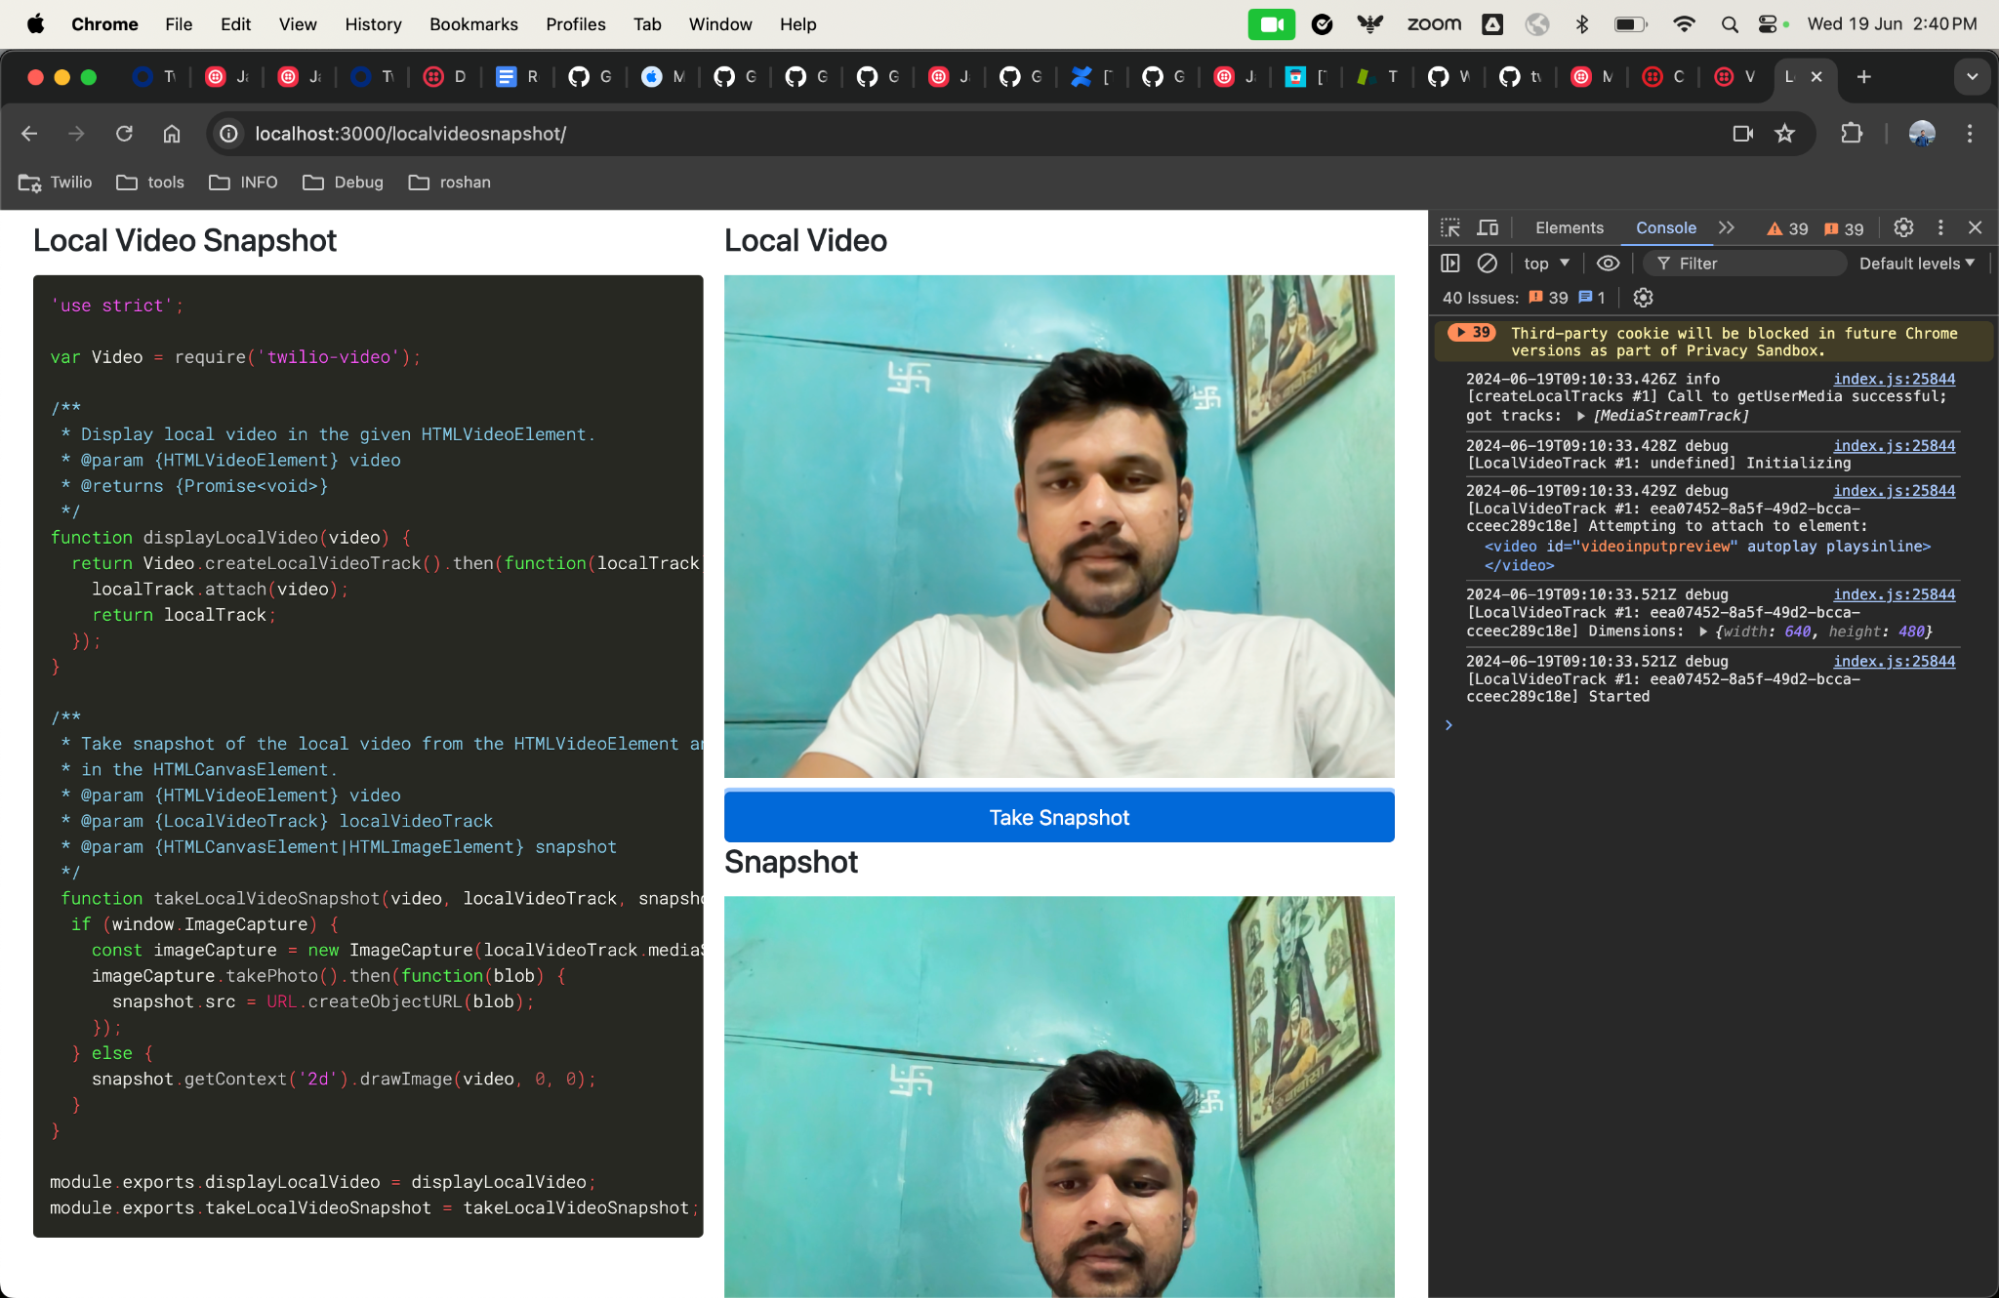 Chrome File Edit View History Bookmarks Profiles Tab Window Help zoom Wed 19 Jun 2:40 PM
D R G M G G G J G [ G J [ T W M C V
localhost:3000/localvideosnapshot/
Twilio tools INFO Debug roshan
Local Video Snapshot
'use strict';
var Video = require('twilio-video');
/**
* Display local video in the given HTMLVideoElement.
* @param {HTMLVideoElement} video
* @returns {Promise<void>}
*/
function displayLocalVideo(video) {
return Video.createLocalVideoTrack().then(function(localTrack
localTrack.attach(video);
return localTrack;
});
}
/**
* Take snapshot of the local video from the HTMLVideoElement
* in the HTMLCanvasElement.
* @param {HTMLVideoElement} video
* @param {LocalVideoTrack} localVideoTrack
* @param {HTMLCanvasElement|HTMLImageElement} snapshot
*/
function takeLocalVideoSnapshot(video, localVideoTrack, snapsho
if (window.ImageCapture) {
const imageCapture = new ImageCapture(localVideoTrack.medias
imageCapture.takePhoto().then(function(blob) {
snapshot.src = URL.createObjectURL(blob);
});
} else {
snapshot.getContext('2d').drawImage(video, 0, 0);
}
}
module.exports.displayLocalVideo = displayLocalVideo;
module.exports.takeLocalVideoSnapshot = takeLocalVideoSnapshot;
Local Video
Take Snapshot
Snapshot
Elements Console 39 39
top Filter Default levels
40 Issues: 39 1
39 Third-party cookie will be blocked in future Chrome
versions as part of Privacy Sandbox.
2024-06-19T09:10:33.426Z info index.js:25844
[createLocalTracks #1] Call to getUserMedia successful;
got tracks: [MediaStreamTrack]
2024-06-19T09:10:33.428Z debug index.js:25844
[LocalVideoTrack #1: undefined] Initializing
2024-06-19T09:10:33.429Z debug index.js:25844
[LocalVideoTrack #1: eea07452-8a5f-49d2-bcca-
cceec289c18e] Attempting to attach to element:
<video id="videoinputpreview" autoplay playsinline>
</video>
2024-06-19T09:10:33.521Z debug index.js:25844
[LocalVideoTrack #1: eea07452-8a5f-49d2-bcca-
cceec289c18e] Dimensions: {width: 640, height: 480}
2024-06-19T09:10:33.521Z debug index.js:25844
[LocalVideoTrack #1: eea07452-8a5f-49d2-bcca-
cceec289c18e] Started